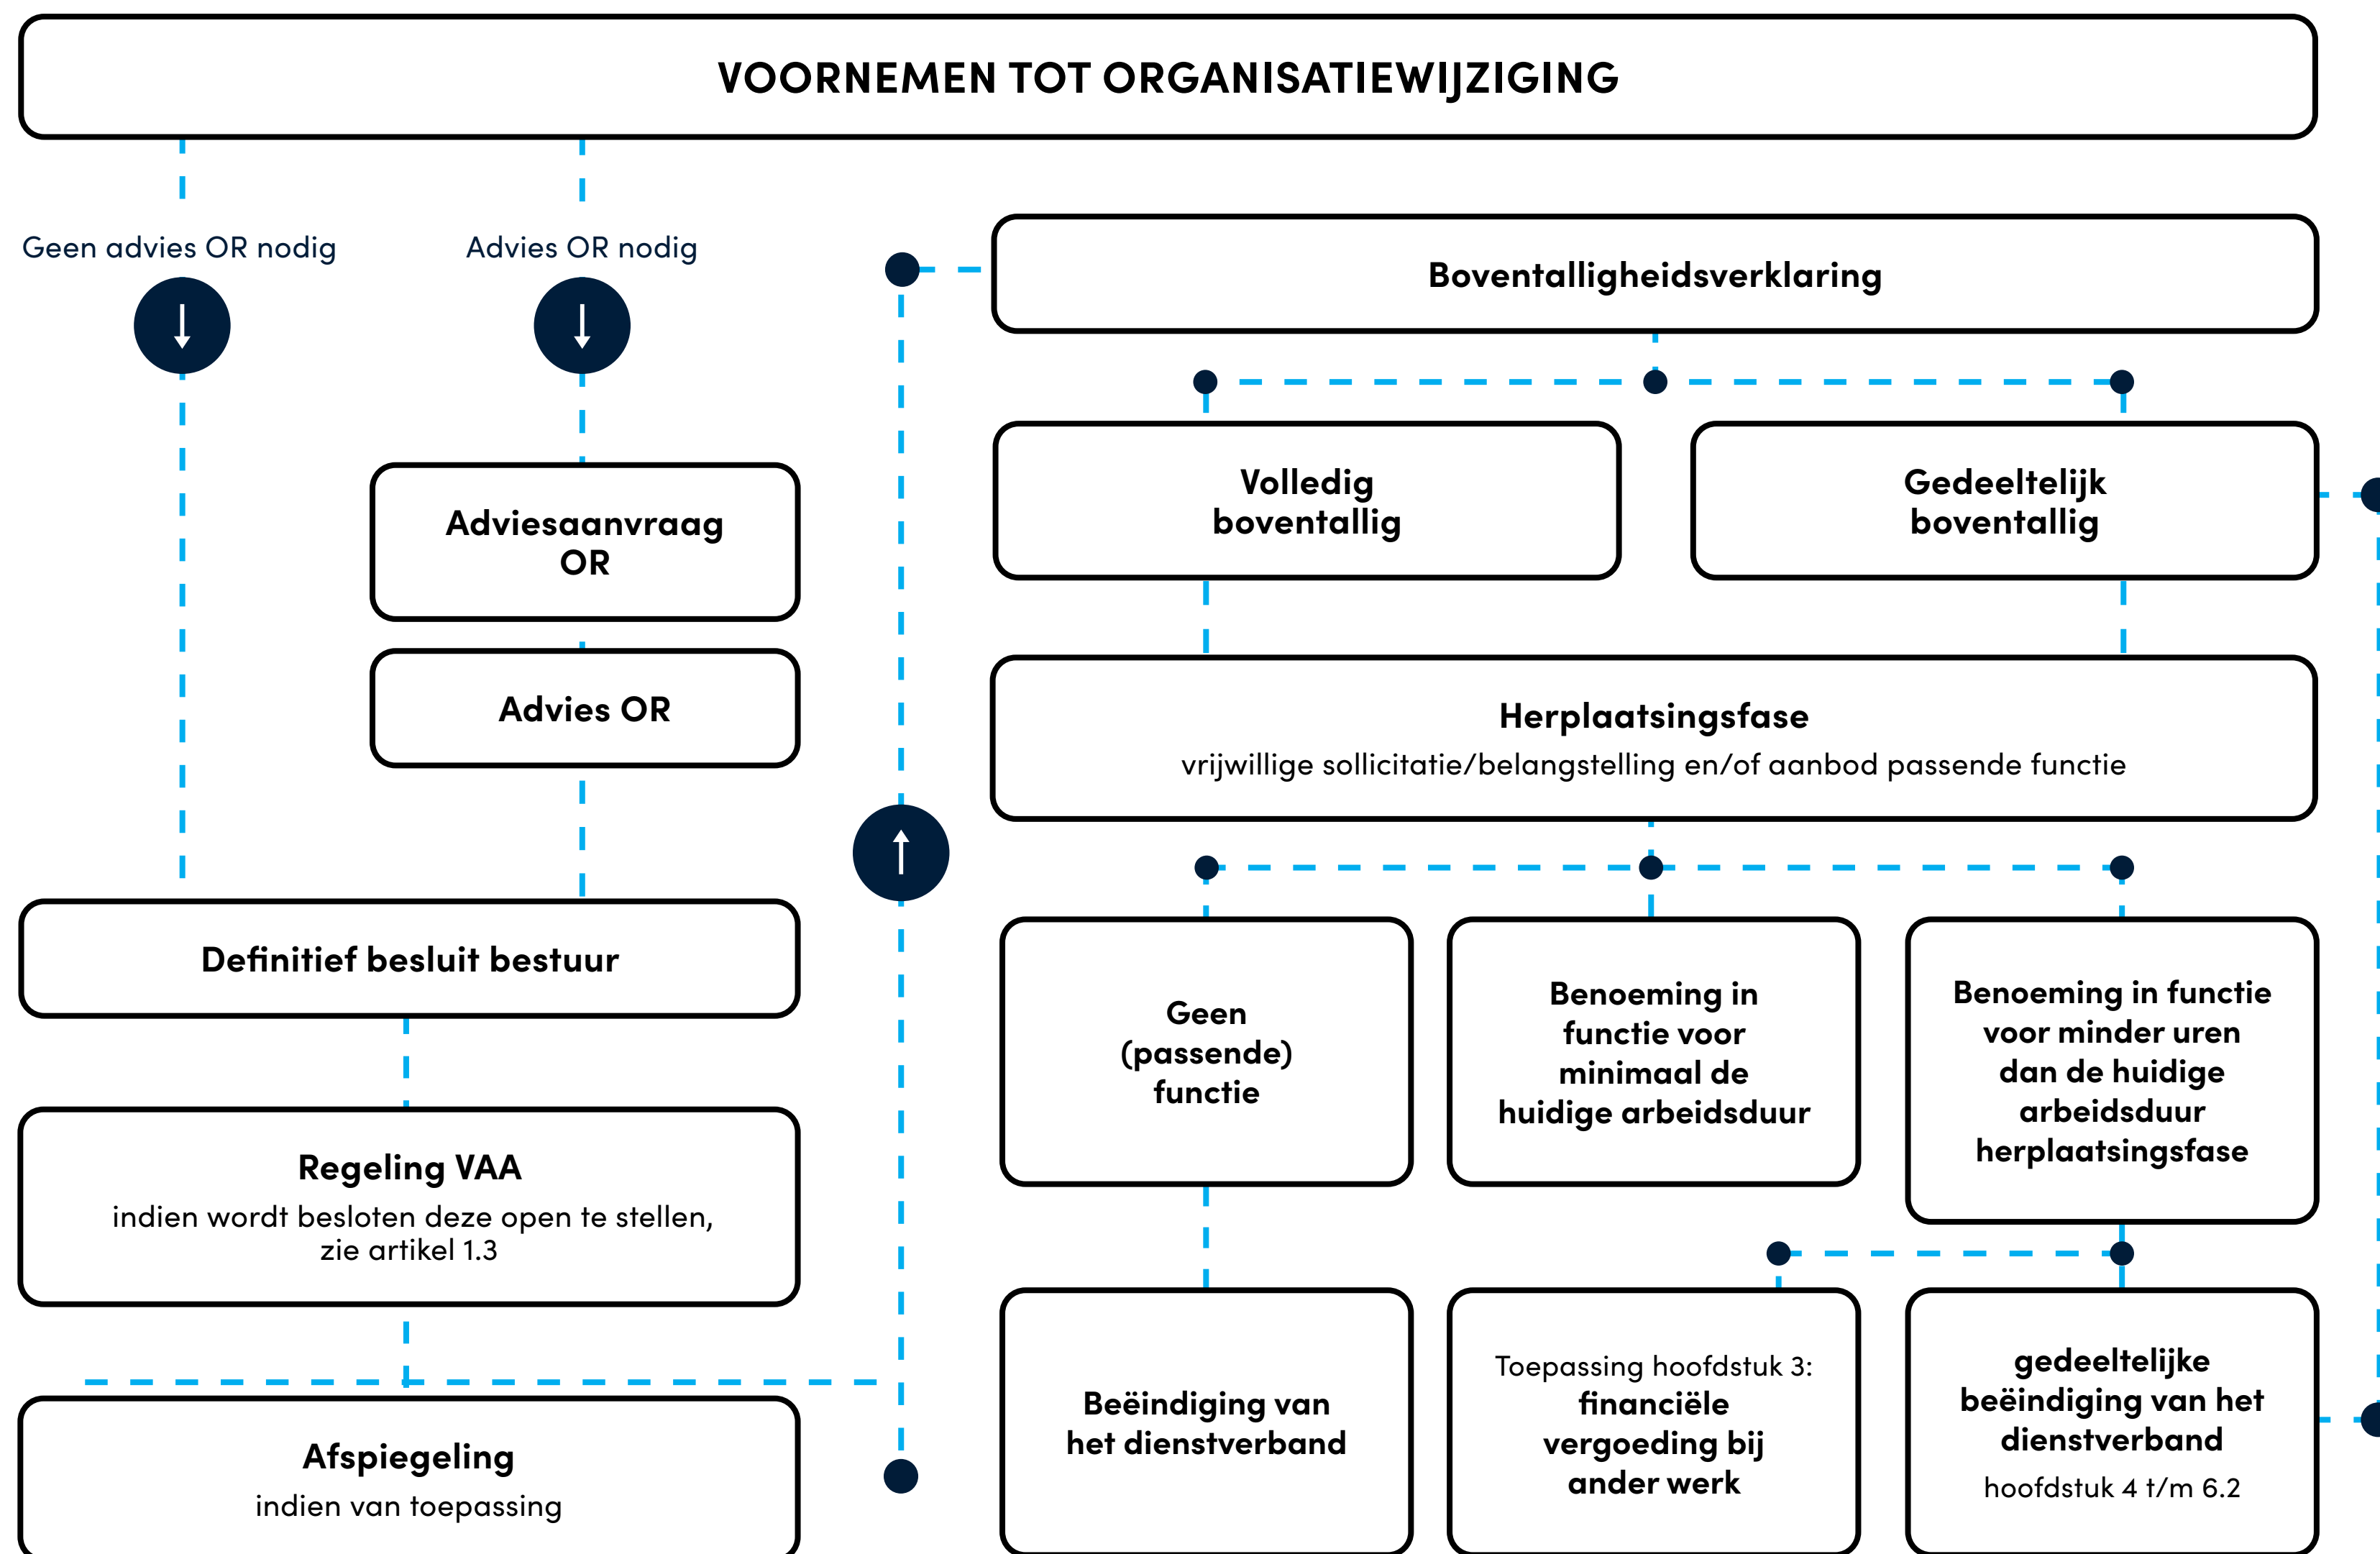 VOORNEMEN TOT ORGANISATIEWIJZIGING
Geen advies OR nodig
Advies OR nodig
Adviesaanvraag
OR
Advies OR
Definitief besluit bestuur
Regeling VAA
indien wordt besloten deze open te stellen,
zie artikel 1.3
Afspiegeling
indien van toepassing
Boventalligheidsverklaring
Volledig
boventallig
Gedeeltelijk
boventallig
Herplaatsingsfase
vrijwillige sollicitatie/belangstelling en/of aanbod passende functie
Geen
(passende)
functie
Benoeming in
functie voor
minimaal de
huidige arbeidsduur
Benoeming in functie
voor minder uren
dan de huidige
arbeidsduur
herplaatsingsfase
Beëindiging van
het dienstverband
Toepassing hoofdstuk 3:
financiële
vergoeding bij
ander werk
gedeeltelijke
beëindiging van het
dienstverband
hoofdstuk 4 t/m 6.2